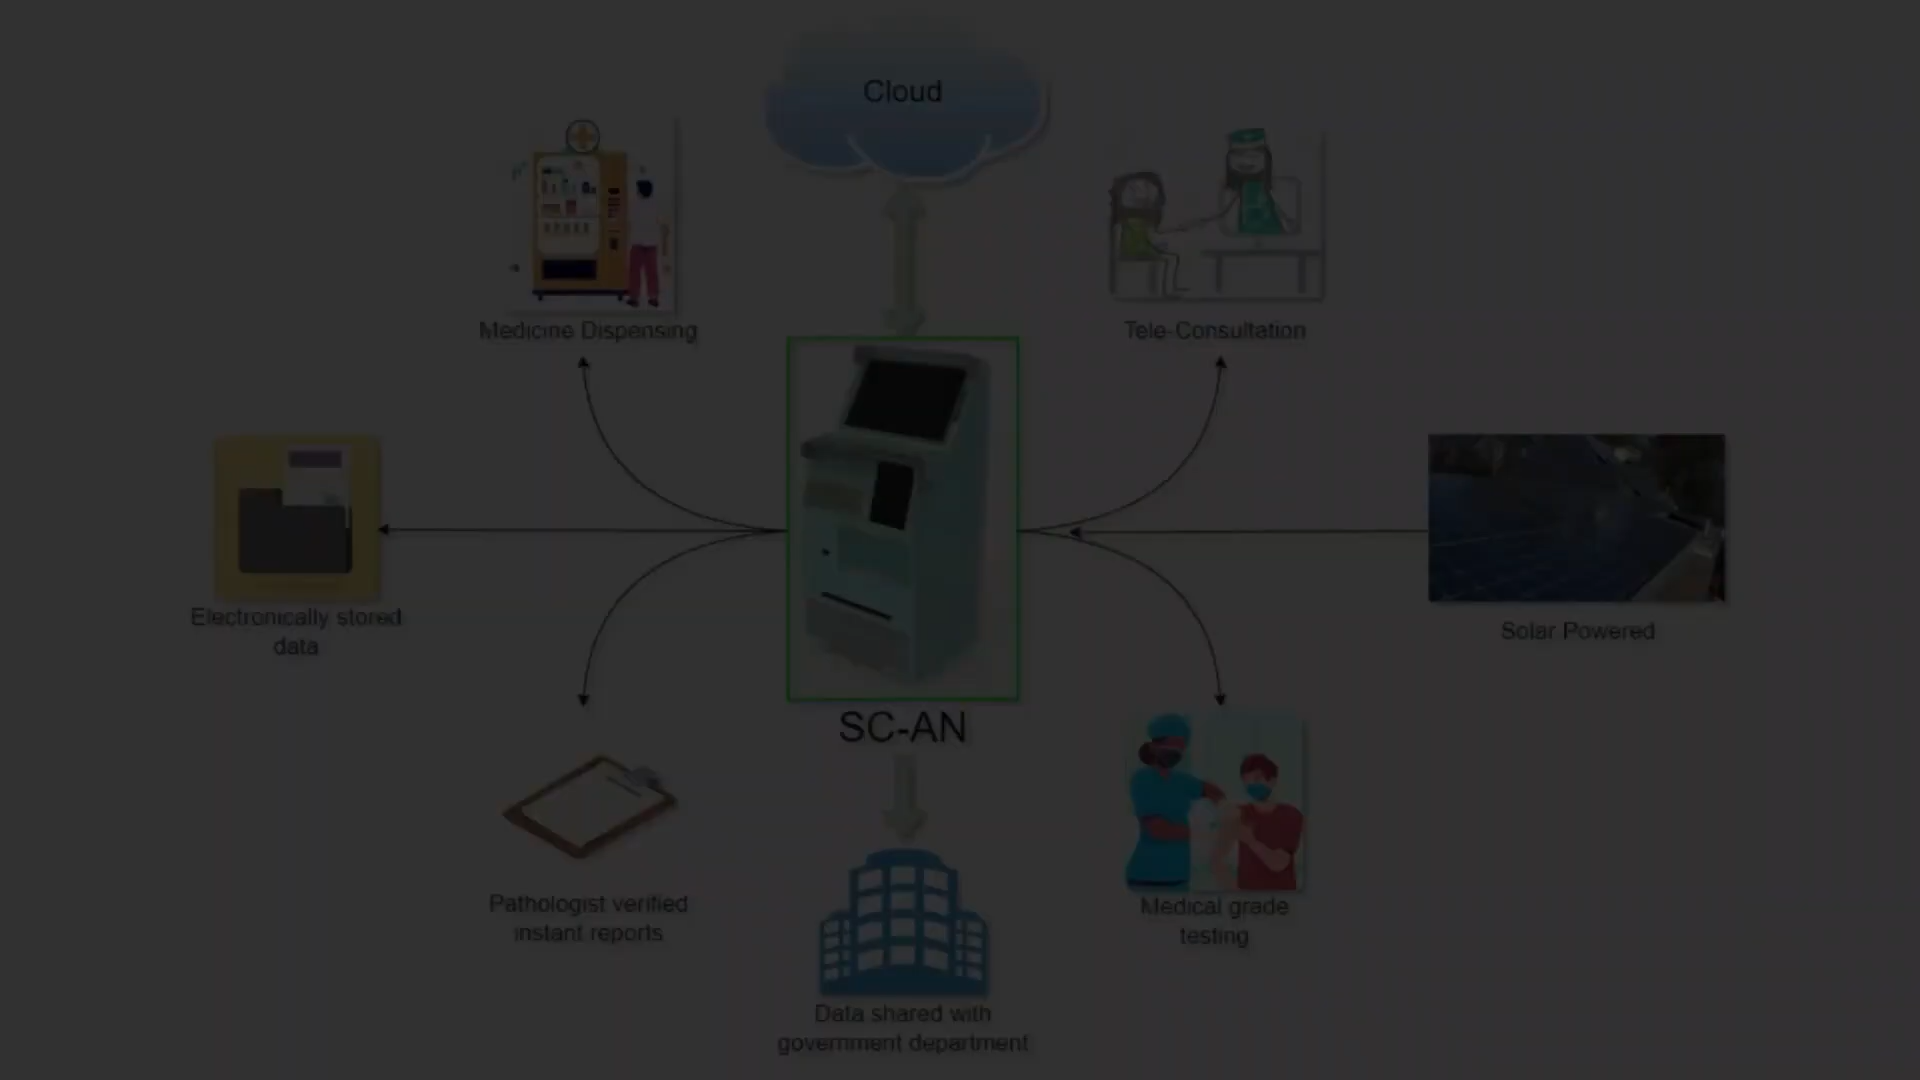 Cloud
Medicine Dispensing
Tele-Consultation
Electronically stored
data
Solar Powered
SC-AN
Pathologist verified
instant reports
Medical grade
testing
Data shared with
government department